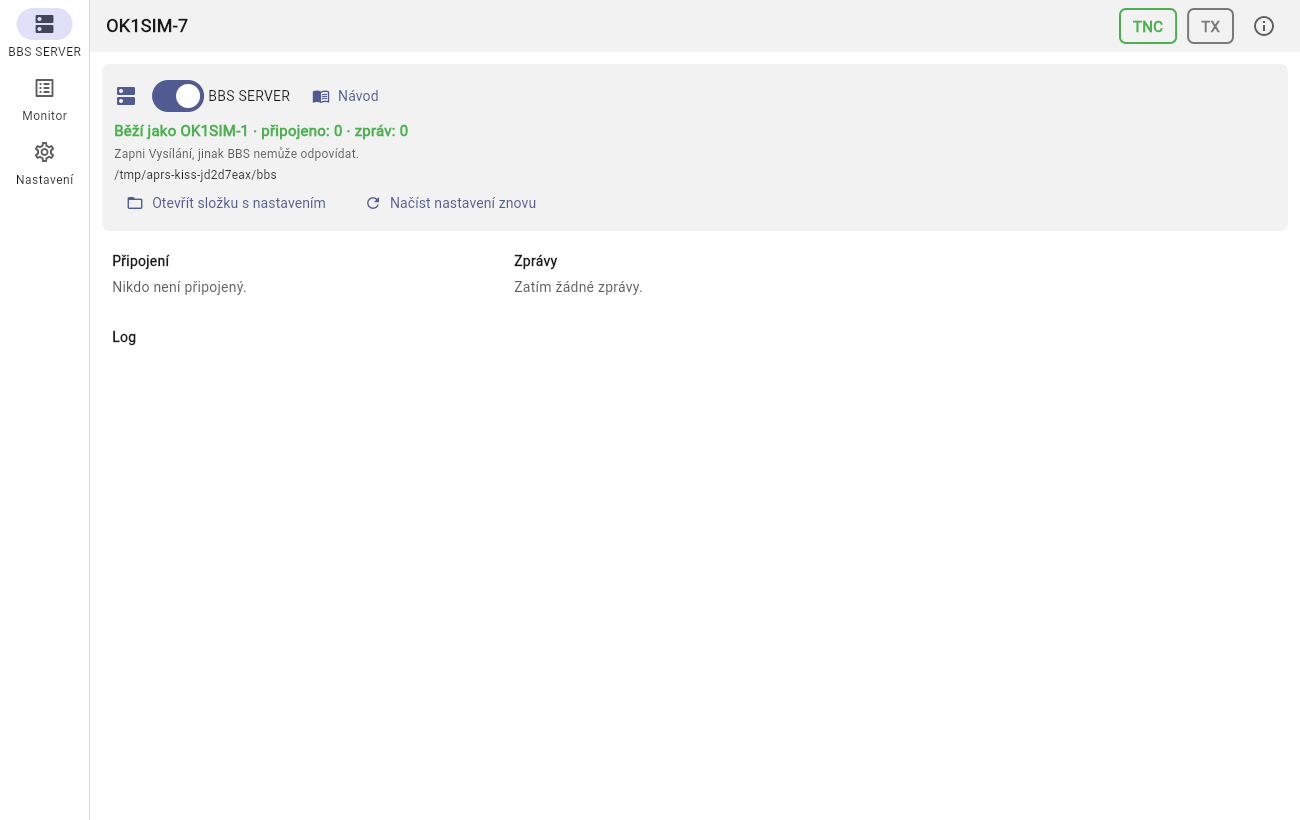 OK1SIM-7
TNC
TX
BBS SERVER
Monitor
Nastavení
BBS SERVER
Návod
Běží jako OK1SIM-1 · připojeno: 0 · zpráv: 0
Zapni Vysílání, jinak BBS nemůže odpovídat.
/tmp/aprs-kiss-jd2d7eax/bbs
Otevřít složku s nastavením
Načíst nastavení znovu
Připojení
Nikdo není připojený.
Zprávy
Zatím žádné zprávy.
Log